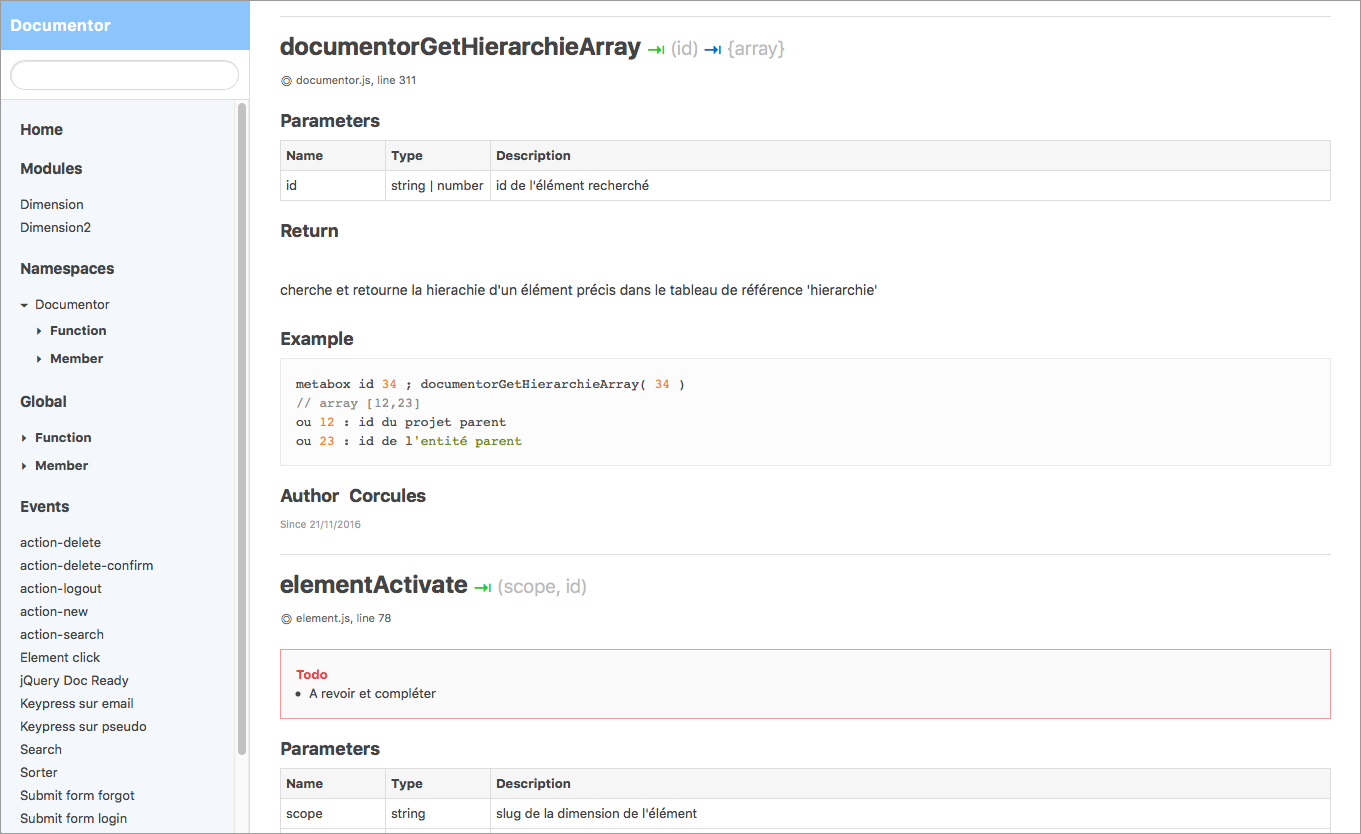 Documentor
Home
Modules
Dimension
Dimension2
Namespaces
Documentor
Function
Member
Global
Function
Member
Events
action-delete
action-delete-confirm
action-logout
action-new
action-search
Element click
jQuery Doc Ready
Keypress sur email
Keypress sur pseudo
Search
Sorter
Submit form forgot
Submit form login
documentorGetHierarchieArray (id) {array}
documentor.js, line 311
Parameters
Name Type Description
id string | number id de l'élément recherché
Return
cherche et retourne la hierachie d'un élément précis dans le tableau de référence 'hierarchie'
Example
metabox id 34 ; documentorGetHierarchieArray( 34 )
// array [12,23]
ou 12 : id du projet parent
ou 23 : id de l'entité parent
Author Corcules
Since 21/11/2016
elementActivate (scope, id)
element.js, line 78
Todo
• A revoir et compléter
Parameters
Name Type Description
scope string slug de la dimension de l'élément